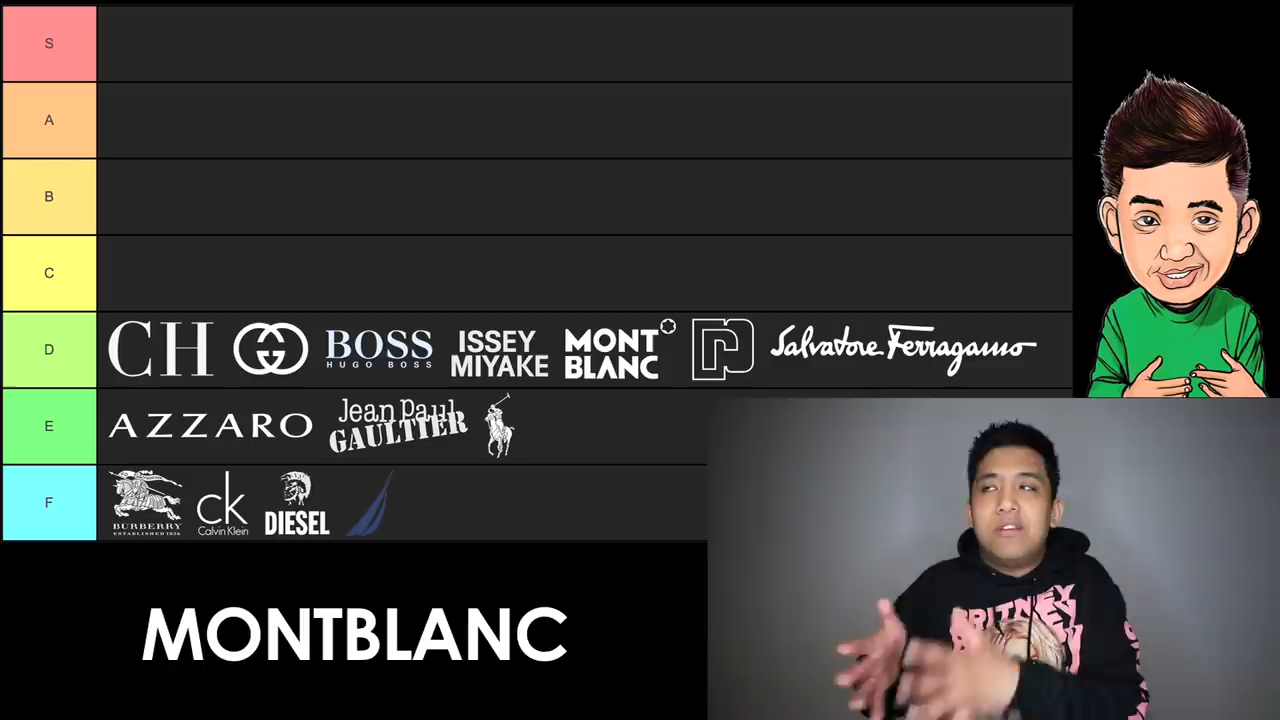 S
A
B
C
D
CH
BOSS
HUGO BOSS
ISSEY
MIYAKE
MONT
BLANC
Salvatore Ferragamo
E
AZZARO
Jean Paul
GAULTIER
F
BURBERRY
ESTABLISHED 1856
ck
Calvin Klein
DIESEL
MONTBLANC
BRITNEY